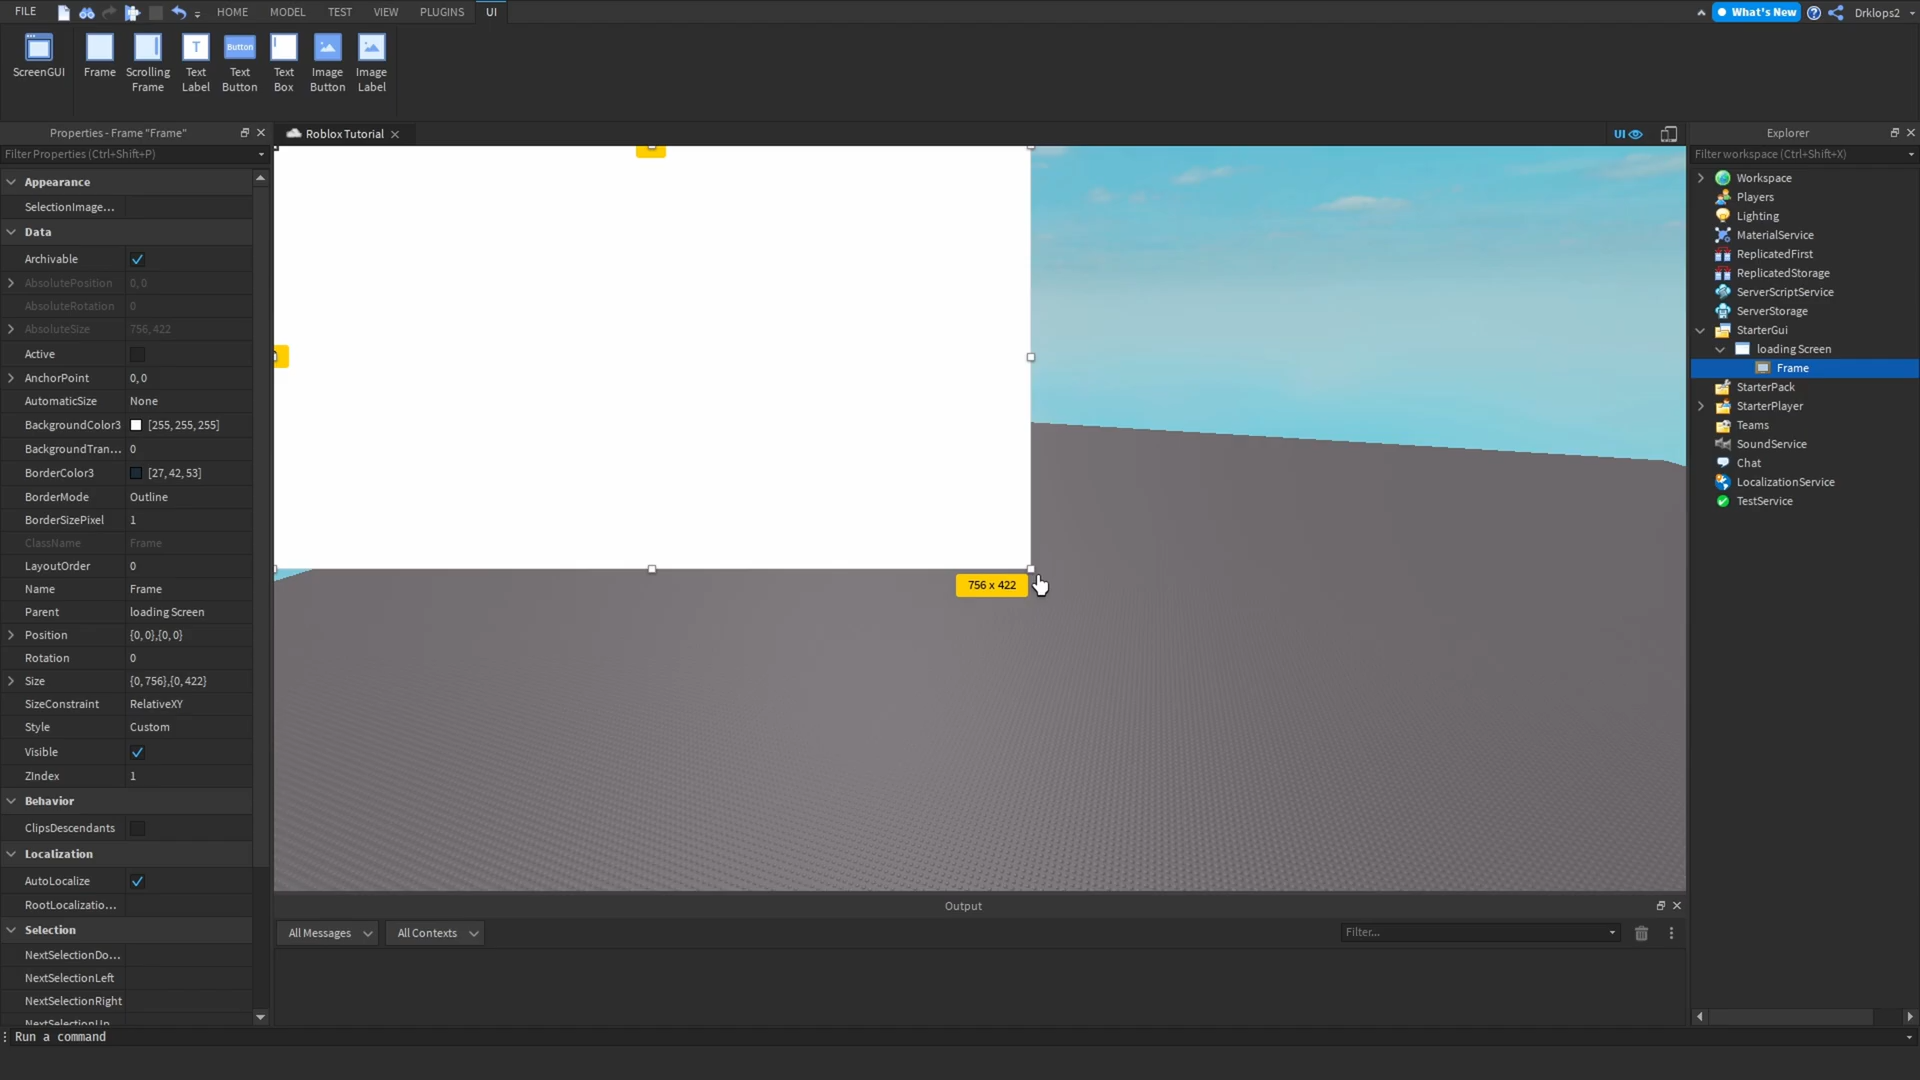 FILE
HOME
MODEL
TEST
VIEW
PLUGINS
UI
What's New
Drklops2
ScreenGUI
Frame
Scrolling
Frame
Text
Label
Button
Text
Button
Text
Box
Image
Button
Image
Label
Properties - Frame "Frame"
Filter Properties (Ctrl+Shift+P)
Appearance
SelectionImage...
Data
Archivable
AbsolutePosition 0, 0
AbsoluteRotation 0
AbsoluteSize 756, 422
Active
AnchorPoint 0, 0
AutomaticSize None
BackgroundColor3 [255, 255, 255]
BackgroundTran... 0
BorderColor3 [27, 42, 53]
BorderMode Outline
BorderSizePixel 1
ClassName Frame
LayoutOrder 0
Name Frame
Parent loading Screen
Position {0, 0},{0, 0}
Rotation 0
Size {0, 756},{0, 422}
SizeConstraint RelativeXY
Style Custom
Visible
ZIndex 1
Behavior
ClipsDescendants
Localization
AutoLocalize
RootLocalizatio...
Selection
NextSelectionDo...
NextSelectionLeft
NextSelectionRight
NextSelectionUp
Roblox Tutorial
UI
756 x 422
Output
All Messages
All Contexts
Filter...
Explorer
Filter workspace (Ctrl+Shift+X)
Workspace
Players
Lighting
MaterialService
ReplicatedFirst
ReplicatedStorage
ServerScriptService
ServerStorage
StarterGui
loading Screen
Frame
StarterPack
StarterPlayer
Teams
SoundService
Chat
LocalizationService
TestService
Run a command